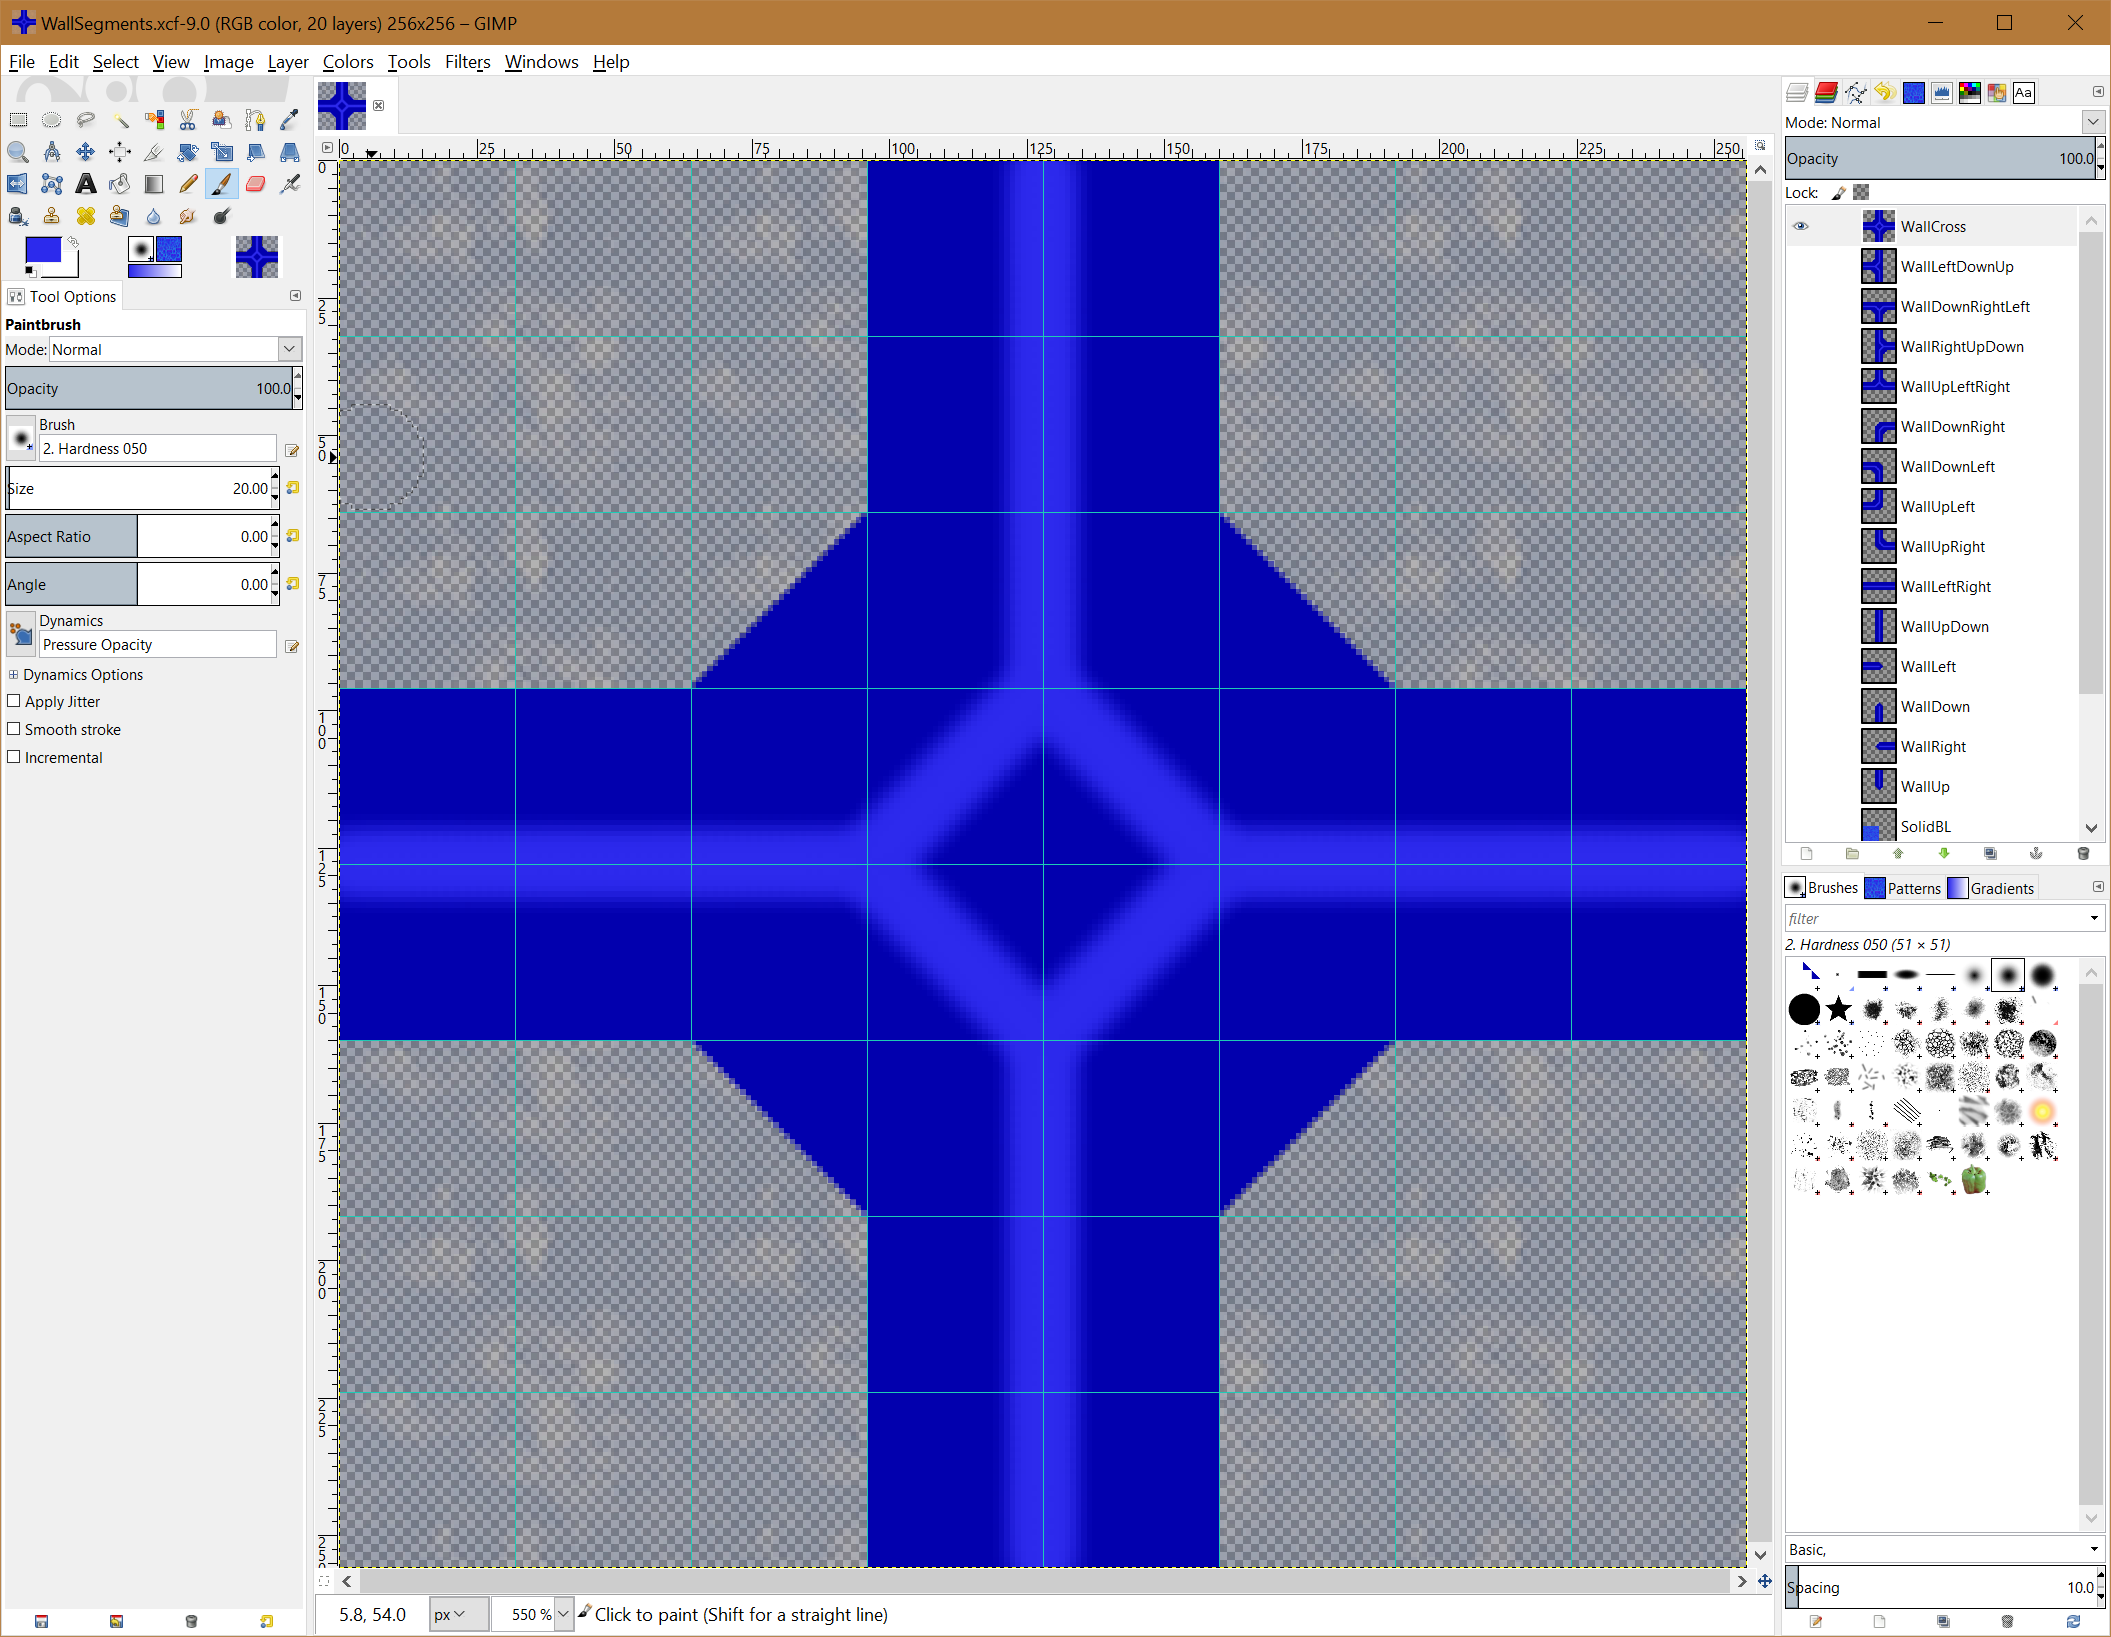 WallSegments.xcf-9.0 (RGB color, 20 layers) 256x256 – GIMP
File Edit Select View Image Layer Colors Tools Filters Windows Help
Tool Options
Paintbrush
Mode: Normal
Opacity 100.0
Brush
2. Hardness 050
Size 20.00
Aspect Ratio 0.00
Angle 0.00
Dynamics
Pressure Opacity
Dynamics Options
Apply Jitter
Smooth stroke
Incremental
0 25 50 75 100 125 150 175 200 225 250
0
25
50
75
100
125
150
175
200
225
25
5.8, 54.0 px 550 % Click to paint (Shift for a straight line)
Aa
Mode: Normal
Opacity 100.0
Lock:
WallCross
WallLeftDownUp
WallDownRightLeft
WallRightUpDown
WallUpLeftRight
WallDownRight
WallDownLeft
WallUpLeft
WallUpRight
WallLeftRight
WallUpDown
WallLeft
WallDown
WallRight
WallUp
SolidBL
Brushes Patterns Gradients
filter
2. Hardness 050 (51 × 51)
Basic,
Spacing 10.0